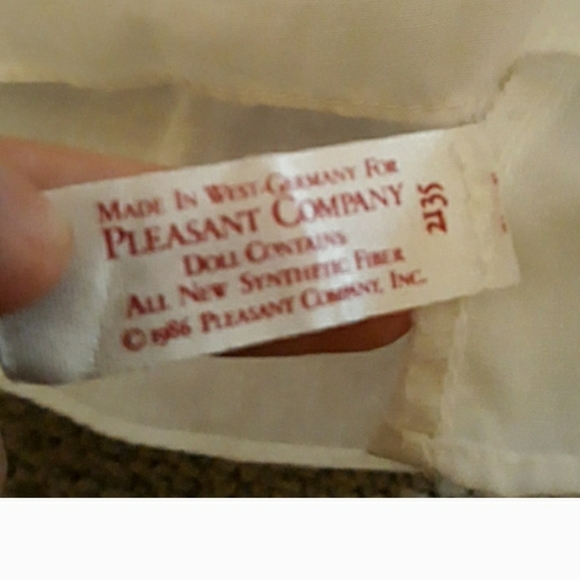 MADE IN WEST-GERMANY FOR
PLEASANT COMPANY
DOLL CONTAINS
ALL NEW SYNTHETIC FIBER
© 1986 PLEASANT COMPANY, INC.
2135